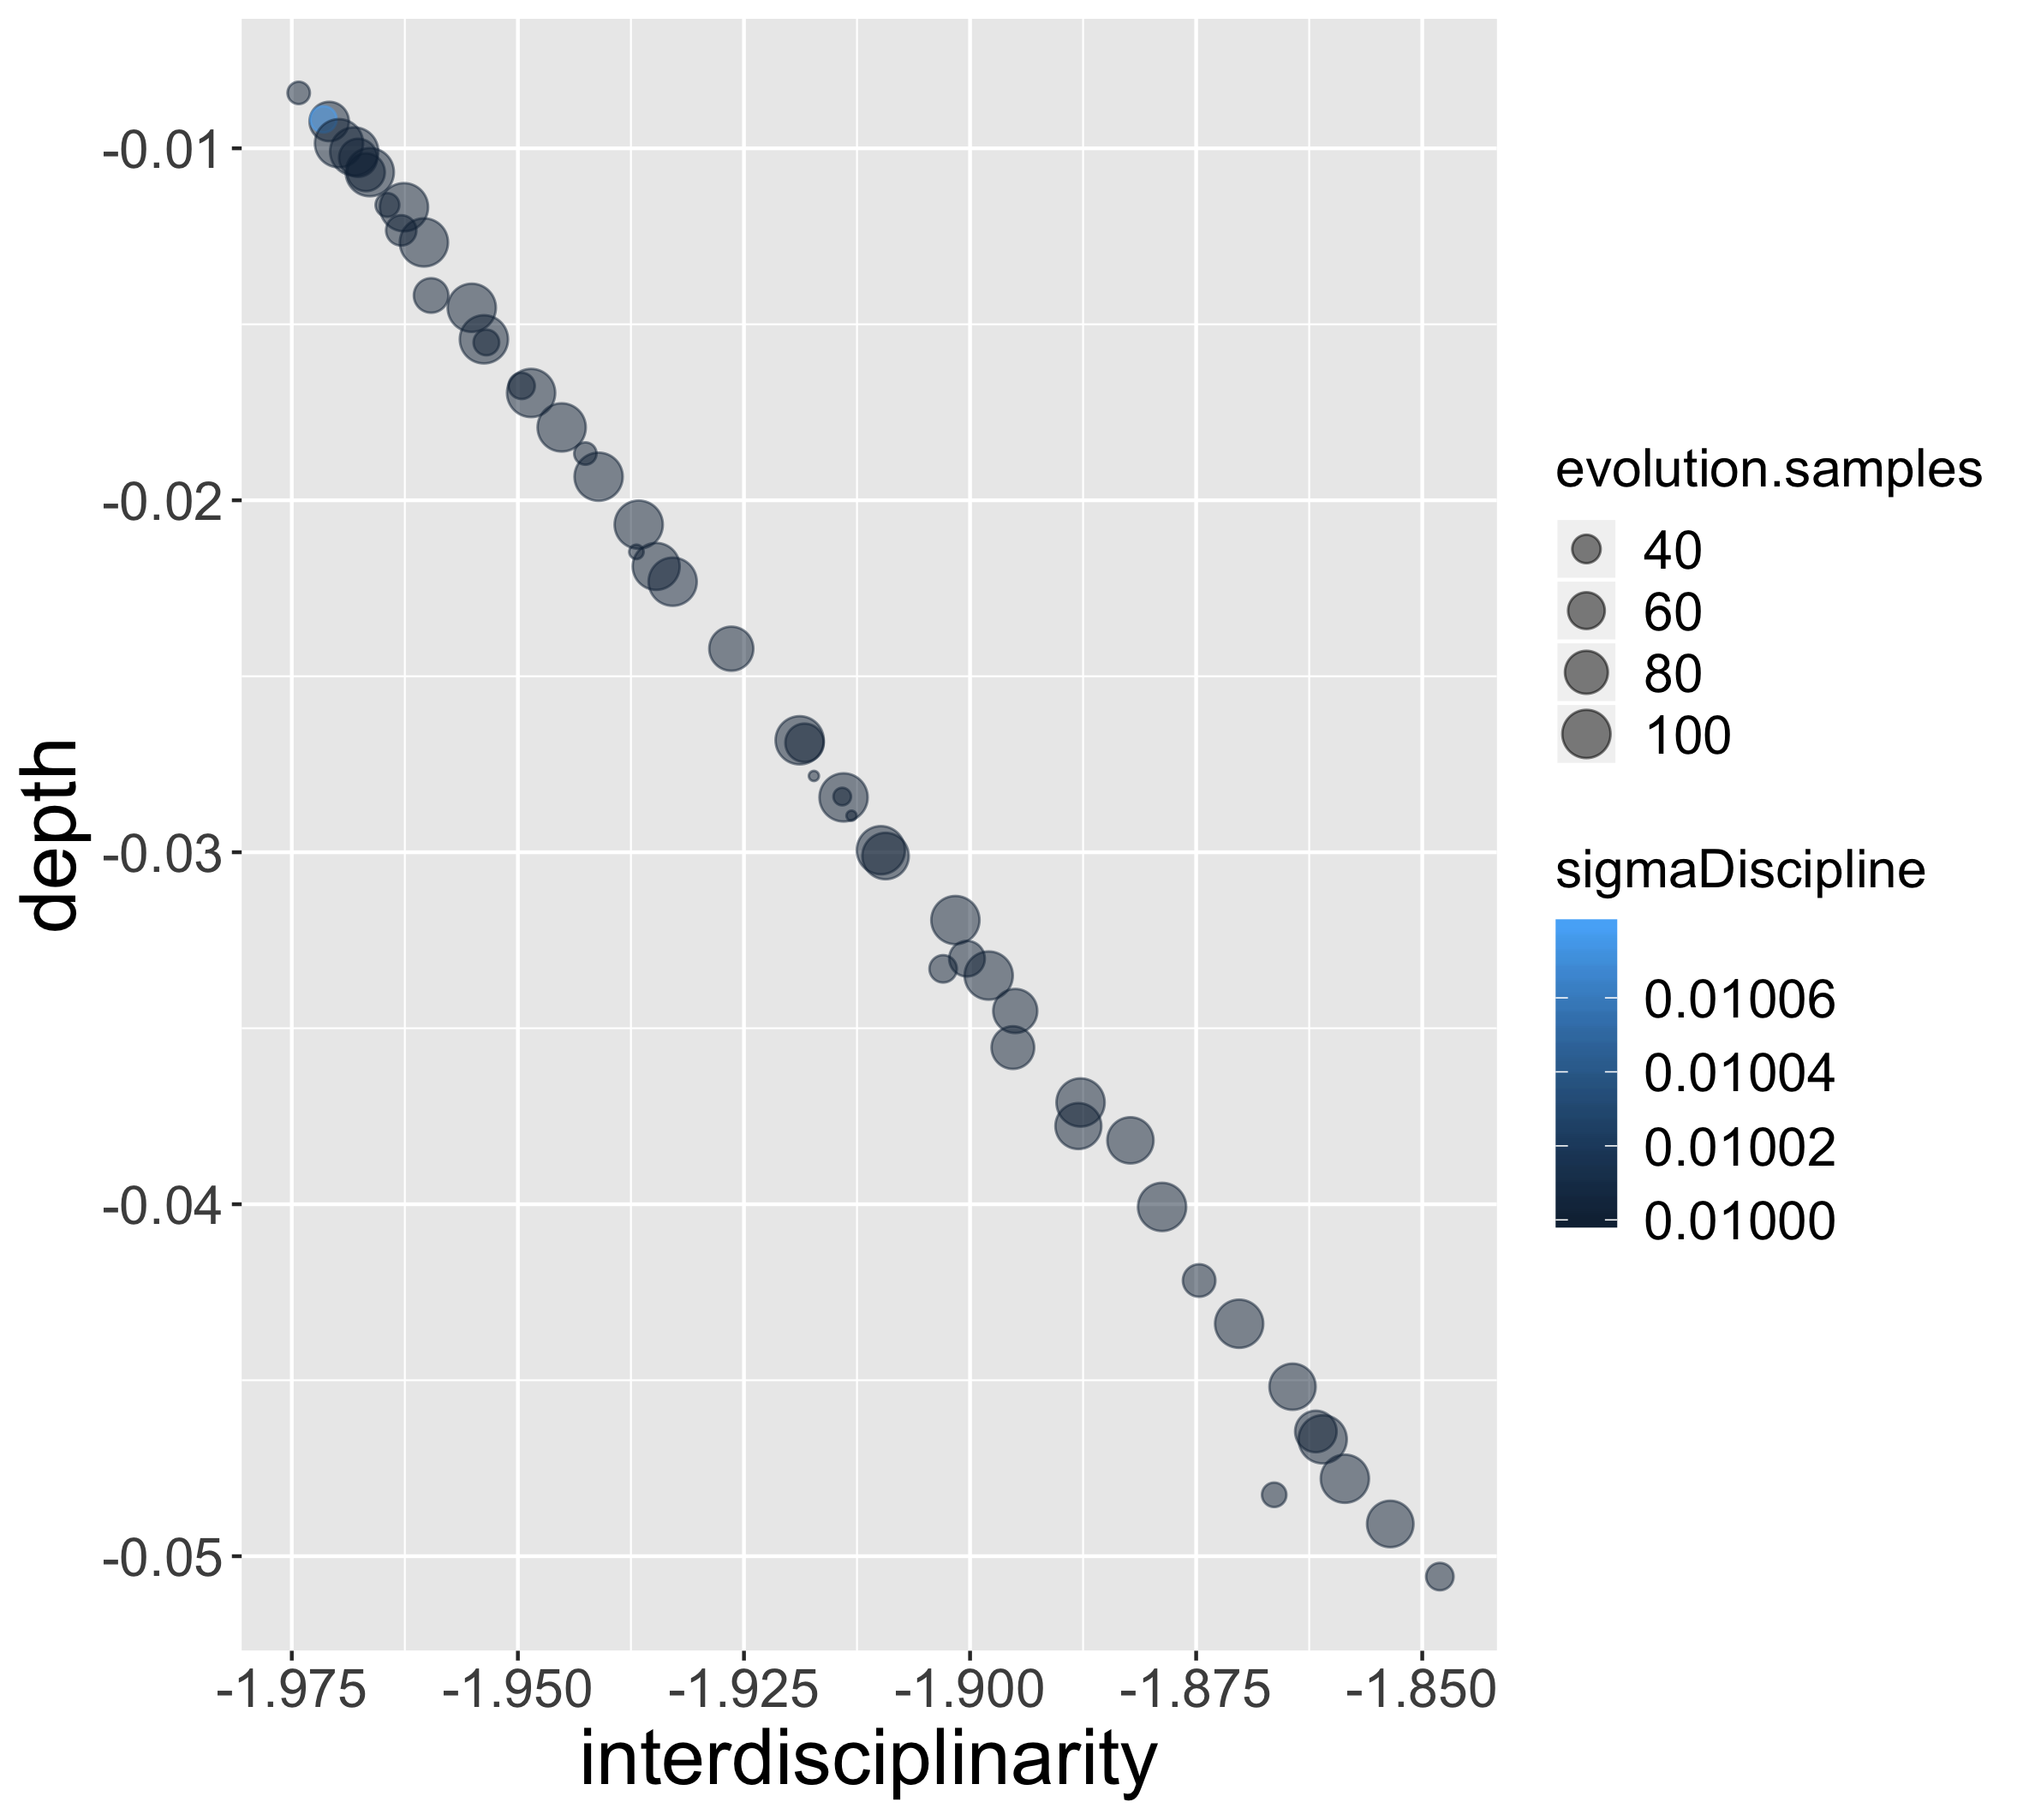 depth
-0.01
-0.02
-0.03
-0.04
-0.05
-1.975 -1.950 -1.925 -1.900 -1.875 -1.850
interdisciplinarity
evolution.samples
40
60
80
100
sigmaDiscipline
0.01006
0.01004
0.01002
0.01000